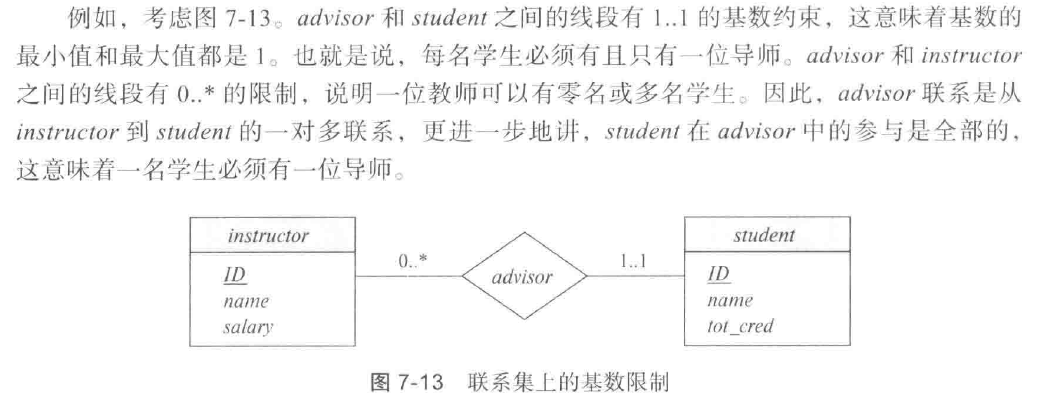 例如，考虑图 7-13。advisor 和 student 之间的线段有 1..1 的基数约束，这意味着基数的
最小值和最大值都是 1。也就是说，每名学生必须有且只有一位导师。advisor 和 instructor
之间的线段有 0..* 的限制，说明一位教师可以有零名或多名学生。因此，advisor 联系是从
instructor 到 student 的一对多联系，更进一步地讲，student 在 advisor 中的参与是全部的，
这意味着一名学生必须有一位导师。
instructor
ID
name
salary
0..*
advisor
1..1
student
ID
name
tot_cred
图 7-13 联系集上的基数限制